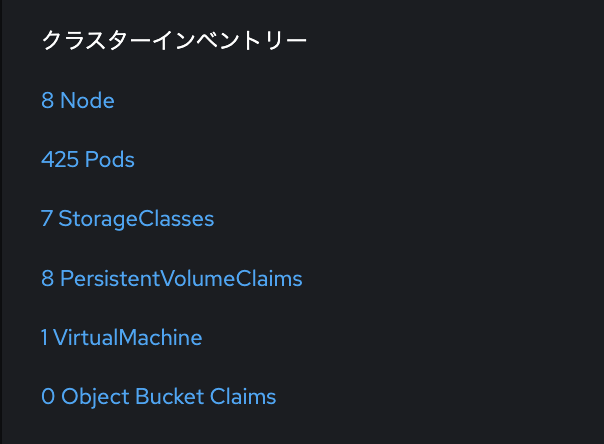 クラスターインベントリー
8 Node
425 Pods
7 StorageClasses
8 PersistentVolumeClaims
1 VirtualMachine
0 Object Bucket Claims